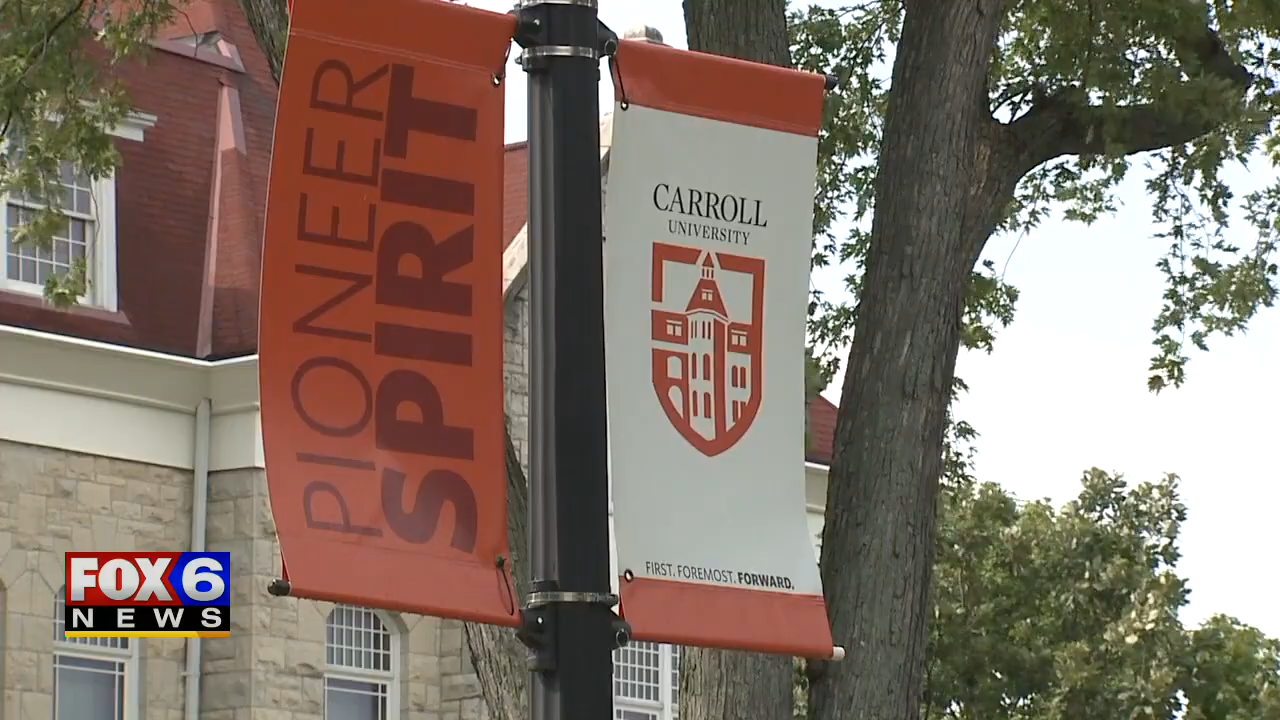 PIONEER
SPIRIT
CARROLL
UNIVERSITY
FIRST. FOREMOST. FORWARD.
FOX 6
NEWS